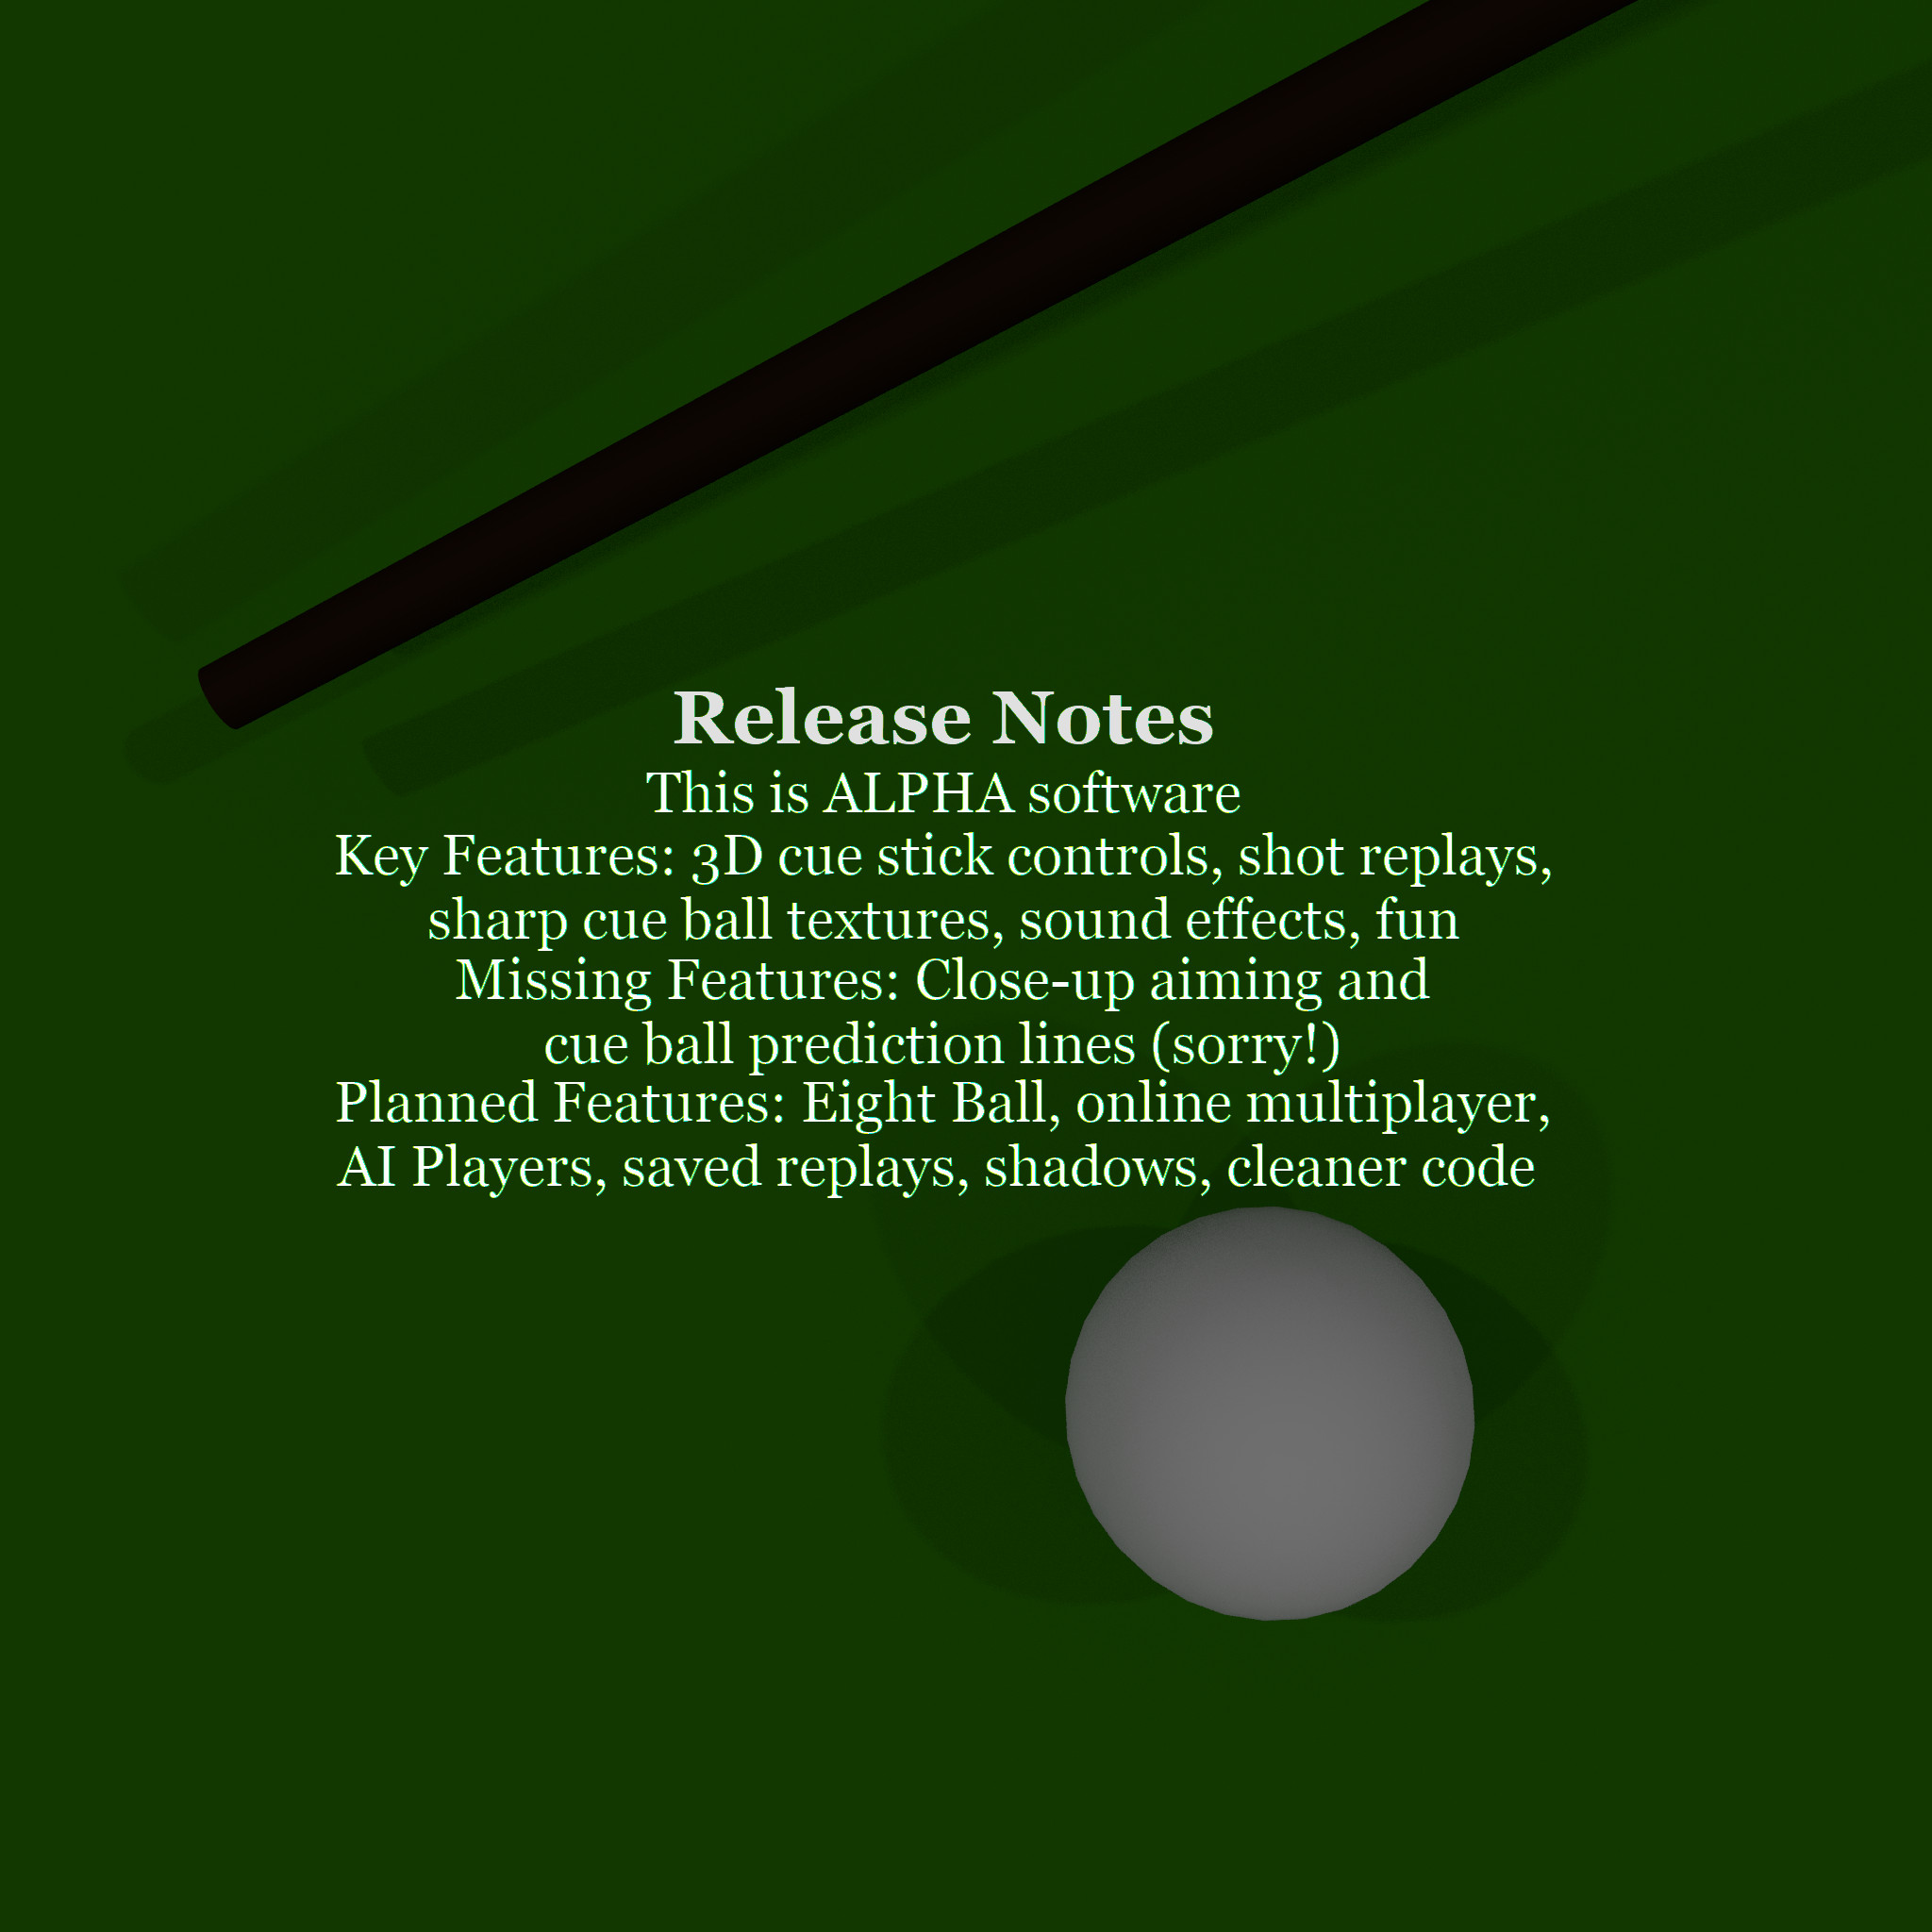 Release Notes
This is ALPHA software
Key Features: 3D cue stick controls, shot replays,
sharp cue ball textures, sound effects, fun
Missing Features: Close-up aiming and
cue ball prediction lines (sorry!)
Planned Features: Eight Ball, online multiplayer,
AI Players, saved replays, shadows, cleaner code